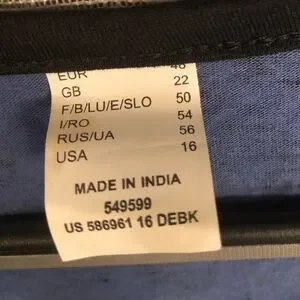 EUR 48
GB 22
F/B/LU/E/SLO 50
I/RO 54
RUS/UA 56
USA 16
MADE IN INDIA
549599
US 586961 16 DEBK